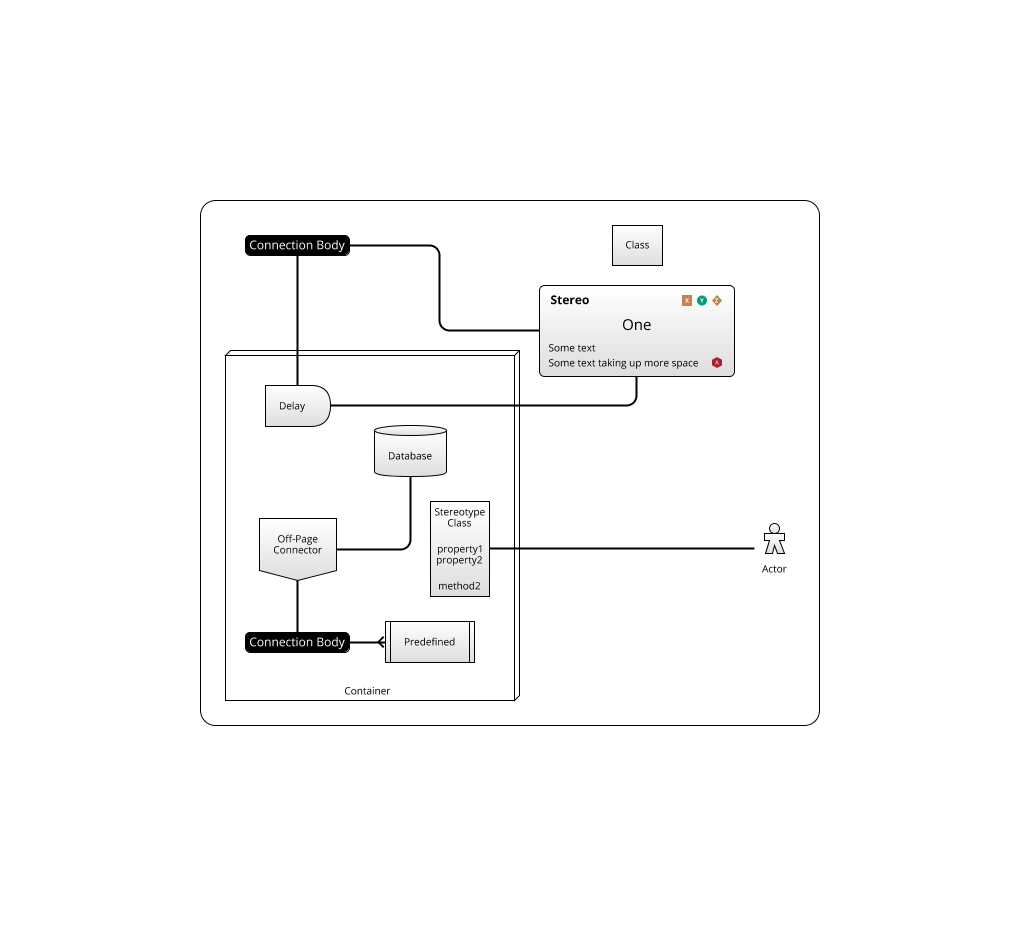 Connection Body
Class
Stereo
X Y Z
One
Some text
Some text taking up more space
A
Delay
Database
Stereotype
Class
property1
property2
method2
Off-Page
Connector
Actor
Connection Body
Predefined
Container